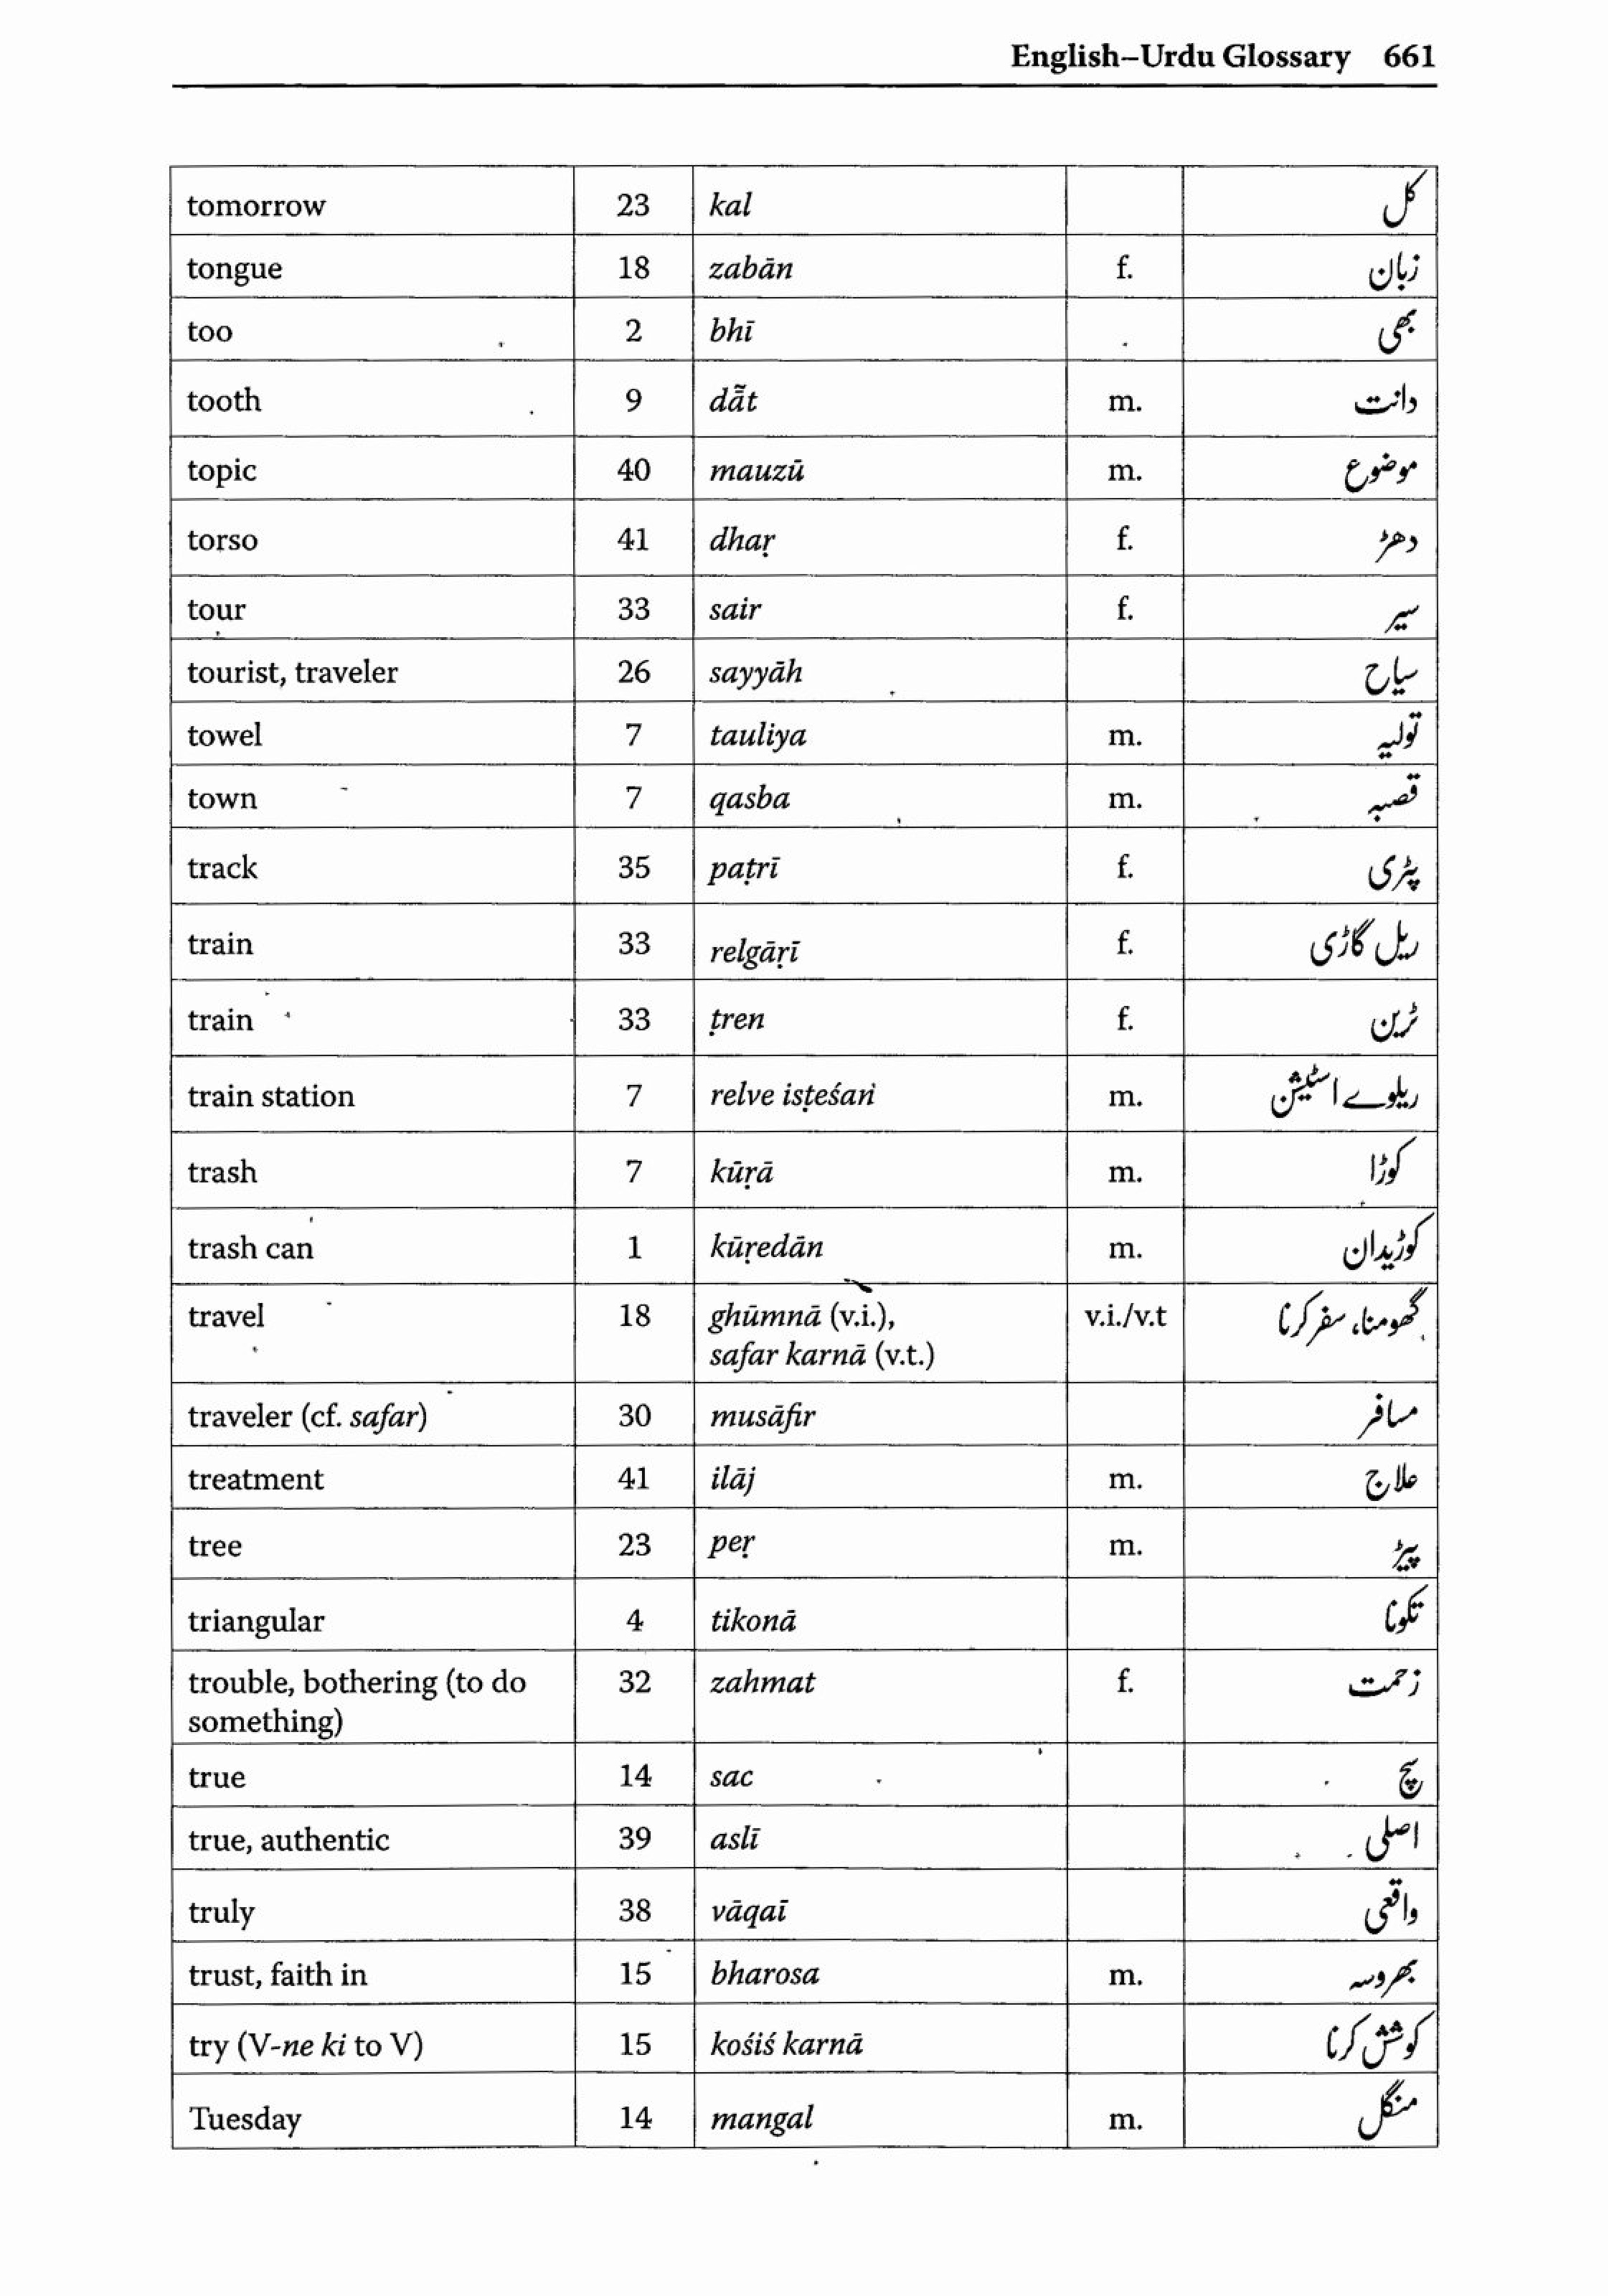 English–Urdu Glossary 661
tomorrow 23 kal کل
tongue 18 zabān f. زبان
too 2 bhī بھی
tooth 9 dā̃t m. دانت
topic 40 mauzū m. موضوع
torso 41 dhaṛ f. دھڑ
tour 33 sair f. سیر
tourist, traveler 26 sayyāh سیاح
towel 7 tauliya m. تولیہ
town 7 qasba m. قصبہ
track 35 paṭrī f. پٹری
train 33 relgāṛī f. ریل گاڑی
train 33 ṭren f. ٹرین
train station 7 relve isṭeśan m. ریلوے اسٹیشن
trash 7 kūṛā m. کوڑا
trash can 1 kūṛedān m. کوڑیدان
travel 18 ghūmnā (v.i.), v.i./v.t گھومنا، سفر کرنا
safar karnā (v.t.)
traveler (cf. safar) 30 musāfir مسافر
treatment 41 ilāj m. علاج
tree 23 peṛ m. پیڑ
triangular 4 tikonā تکونا
trouble, bothering (to do 32 zahmat f. زحمت
something)
true 14 sac سچ
true, authentic 39 aslī اصلی
truly 38 vāqaī واقعی
trust, faith in 15 bharosa m. بھروسہ
try (V-ne ki to V) 15 kośiś karnā کوشش کرنا
Tuesday 14 mangal m. منگل